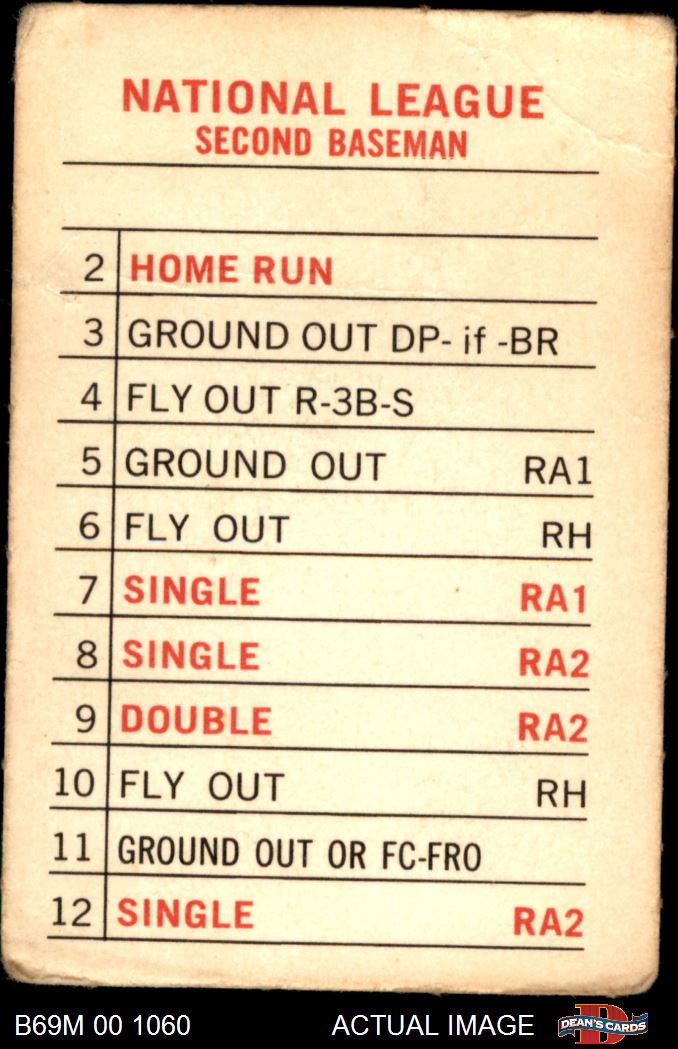 NATIONAL LEAGUE
SECOND BASEMAN
2 HOME RUN
3 GROUND OUT DP- if -BR
4 FLY OUT R-3B-S
5 GROUND OUT RA1
6 FLY OUT RH
7 SINGLE RA1
8 SINGLE RA2
9 DOUBLE RA2
10 FLY OUT RH
11 GROUND OUT OR FC-FRO
12 SINGLE RA2
B69M 00 1060 ACTUAL IMAGE D DEAN'S CARDS